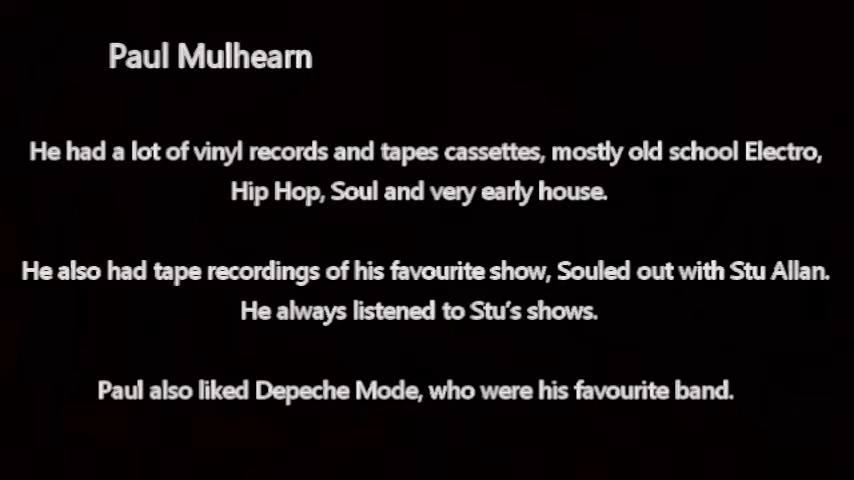 Paul Mulhearn
He had a lot of vinyl records and tapes cassettes, mostly old school Electro,
Hip Hop, Soul and very early house.
He also had tape recordings of his favourite show, Souled out with Stu Allan.
He always listened to Stu’s shows.
Paul also liked Depeche Mode, who were his favourite band.